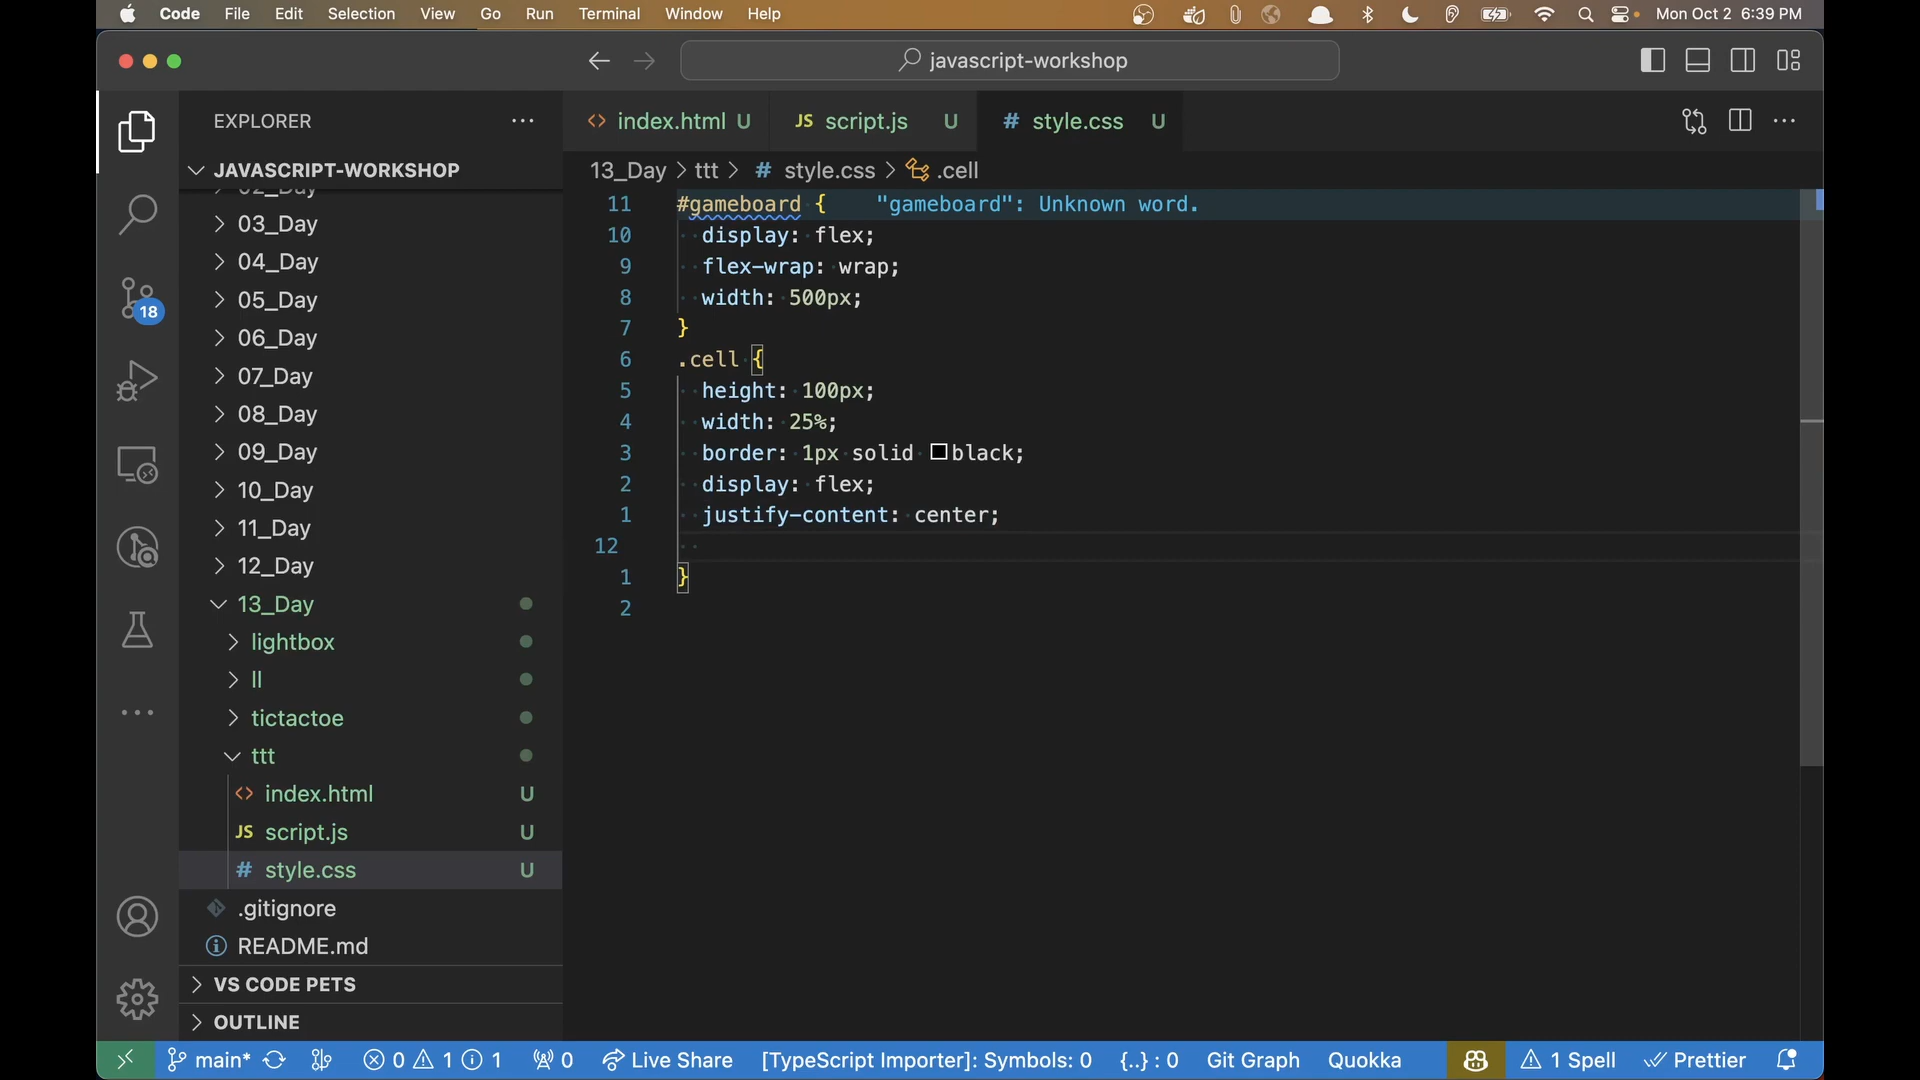 Code File Edit Selection View Go Run Terminal Window Help Mon Oct 2 6:39 PM
javascript-workshop
EXPLORER
index.html U
JS script.js U
# style.css U
JAVASCRIPT-WORKSHOP
13_Day > ttt > # style.css > .cell
02_Day
03_Day
04_Day
05_Day
06_Day
07_Day
08_Day
09_Day
10_Day
11_Day
12_Day
13_Day
lightbox
ll
tictactoe
ttt
<> index.html U
JS script.js U
# style.css U
.gitignore
README.md
VS CODE PETS
OUTLINE
18
11 #gameboard { "gameboard": Unknown word.
10 display: flex;
9 flex-wrap: wrap;
8 width: 500px;
7 }
6 .cell {
5 height: 100px;
4 width: 25%;
3 border: 1px solid black;
2 display: flex;
1 justify-content: center;
12
1 }
2
main* 0 1 1 0 Live Share [TypeScript Importer]: Symbols: 0 {..} : 0 Git Graph Quokka 1 Spell Prettier